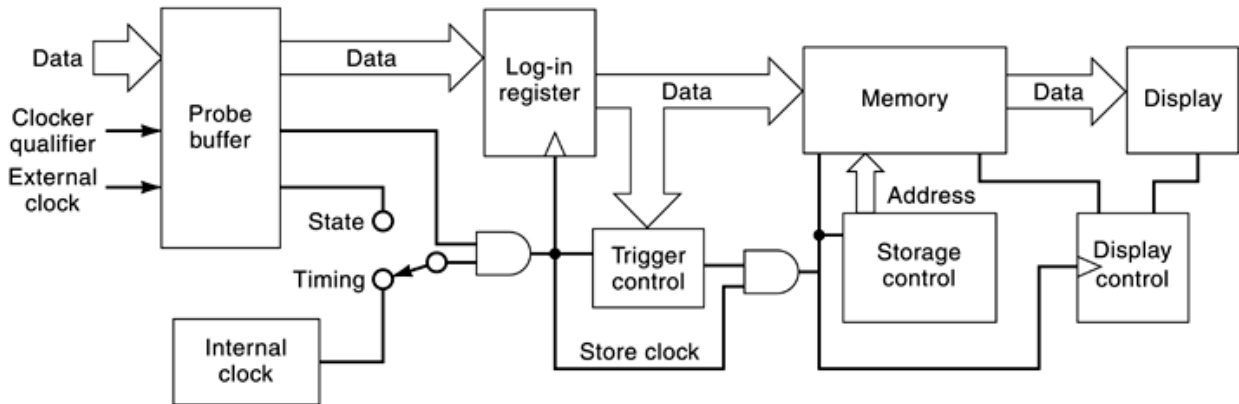 Data
Clocker
qualifier
External
clock
Probe
buffer
Data
State
Timing
Internal
clock
Log-in
register
Data
Trigger
control
Store clock
Memory
Address
Storage
control
Data
Display
Display
control